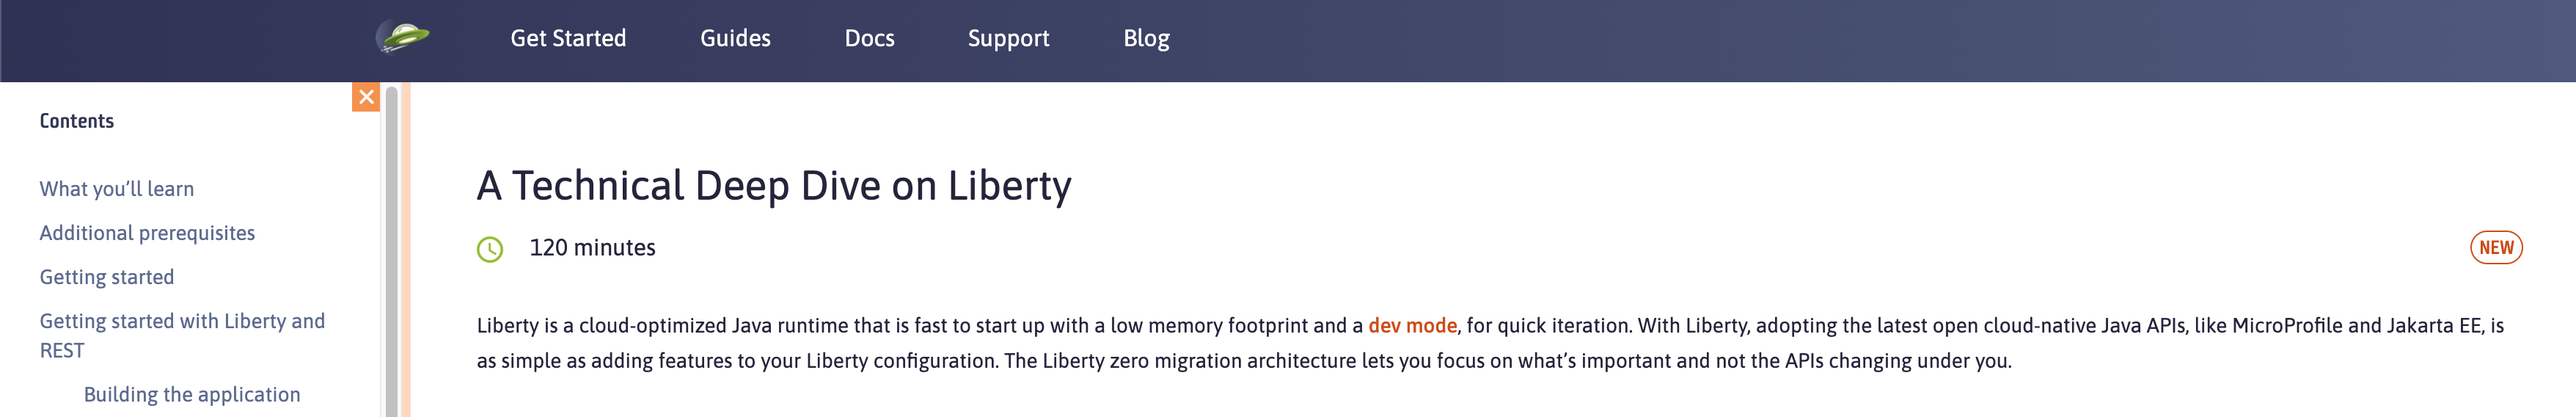 Get Started Guides Docs Support Blog
Contents
What you’ll learn
Additional prerequisites
Getting started
Getting started with Liberty and
REST
Building the application
A Technical Deep Dive on Liberty
120 minutes
NEW
Liberty is a cloud-optimized Java runtime that is fast to start up with a low memory footprint and a dev mode, for quick iteration. With Liberty, adopting the latest open cloud-native Java APIs, like MicroProfile and Jakarta EE, is
as simple as adding features to your Liberty configuration. The Liberty zero migration architecture lets you focus on what’s important and not the APIs changing under you.